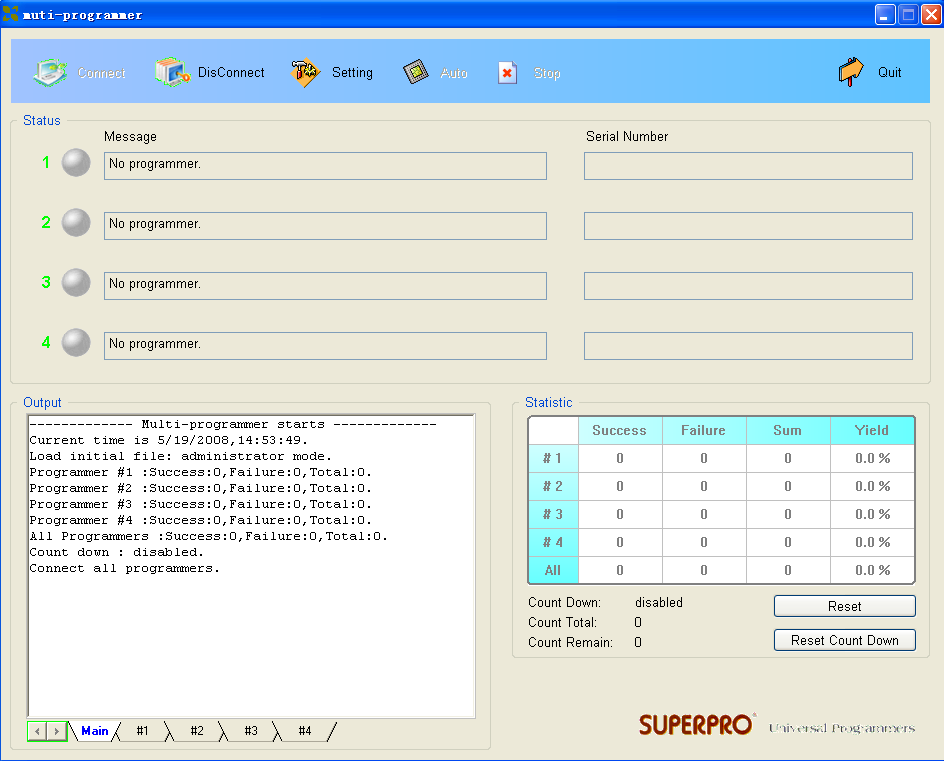 muti-programmer
Connect DisConnect Setting Auto Stop Quit
Status
Message Serial Number
1 No programmer.
2 No programmer.
3 No programmer.
4 No programmer.
Output
------------- Multi-programmer starts -------------
Current time is 5/19/2008,14:53:49.
Load initial file: administrator mode.
Programmer #1 :Success:0,Failure:0,Total:0.
Programmer #2 :Success:0,Failure:0,Total:0.
Programmer #3 :Success:0,Failure:0,Total:0.
Programmer #4 :Success:0,Failure:0,Total:0.
All Programmers :Success:0,Failure:0,Total:0.
Count down : disabled.
Connect all programmers.
Main #1 #2 #3 #4
Statistic
Success Failure Sum Yield
# 1 0 0 0 0.0 %
# 2 0 0 0 0.0 %
# 3 0 0 0 0.0 %
# 4 0 0 0 0.0 %
All 0 0 0 0.0 %
Count Down: disabled
Count Total: 0
Count Remain: 0
Reset
Reset Count Down
SUPERPRO® Universal Programmers